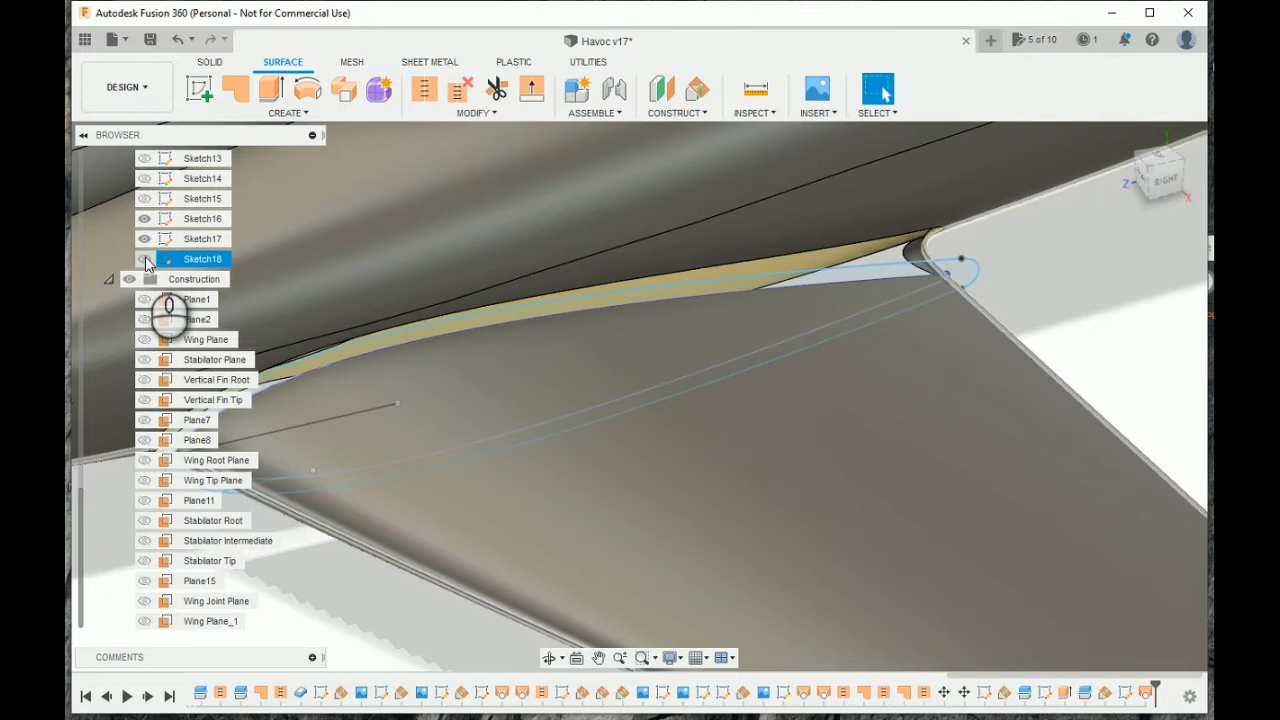 Autodesk Fusion 360 (Personal - Not for Commercial Use)
Havoc v17*
5 of 10
1
DESIGN
SOLID
SURFACE
MESH
SHEET METAL
PLASTIC
UTILITIES
CREATE
MODIFY
ASSEMBLE
CONSTRUCT
INSPECT
INSERT
SELECT
BROWSER
Sketch13
Sketch14
Sketch15
Sketch16
Sketch17
Sketch18
Construction
Plane1
Plane2
Wing Plane
Stabilator Plane
Vertical Fin Root
Vertical Fin Tip
Plane7
Plane8
Wing Root Plane
Wing Tip Plane
Plane11
Stabilator Root
Stabilator Intermediate
Stabilator Tip
Plane15
Wing Joint Plane
Wing Plane_1
COMMENTS
Y
Z
RIGHT
X